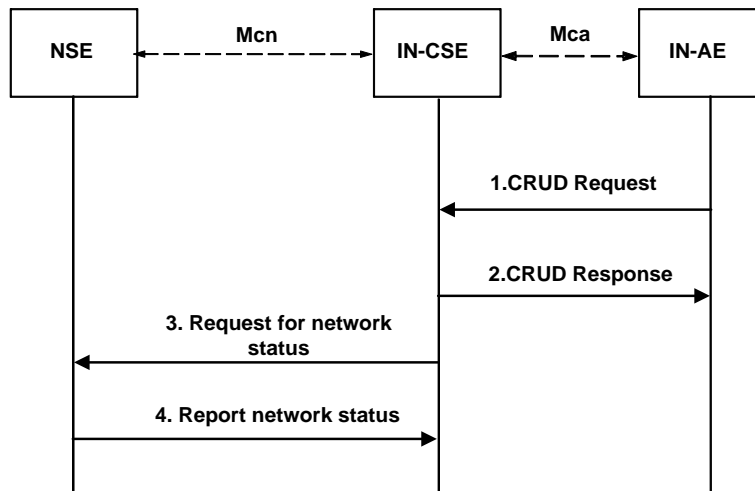 Mcn
Mca
NSE
IN-CSE
IN-AE
1.CRUD Request
2.CRUD Response
3. Request for network
status
4. Report network status